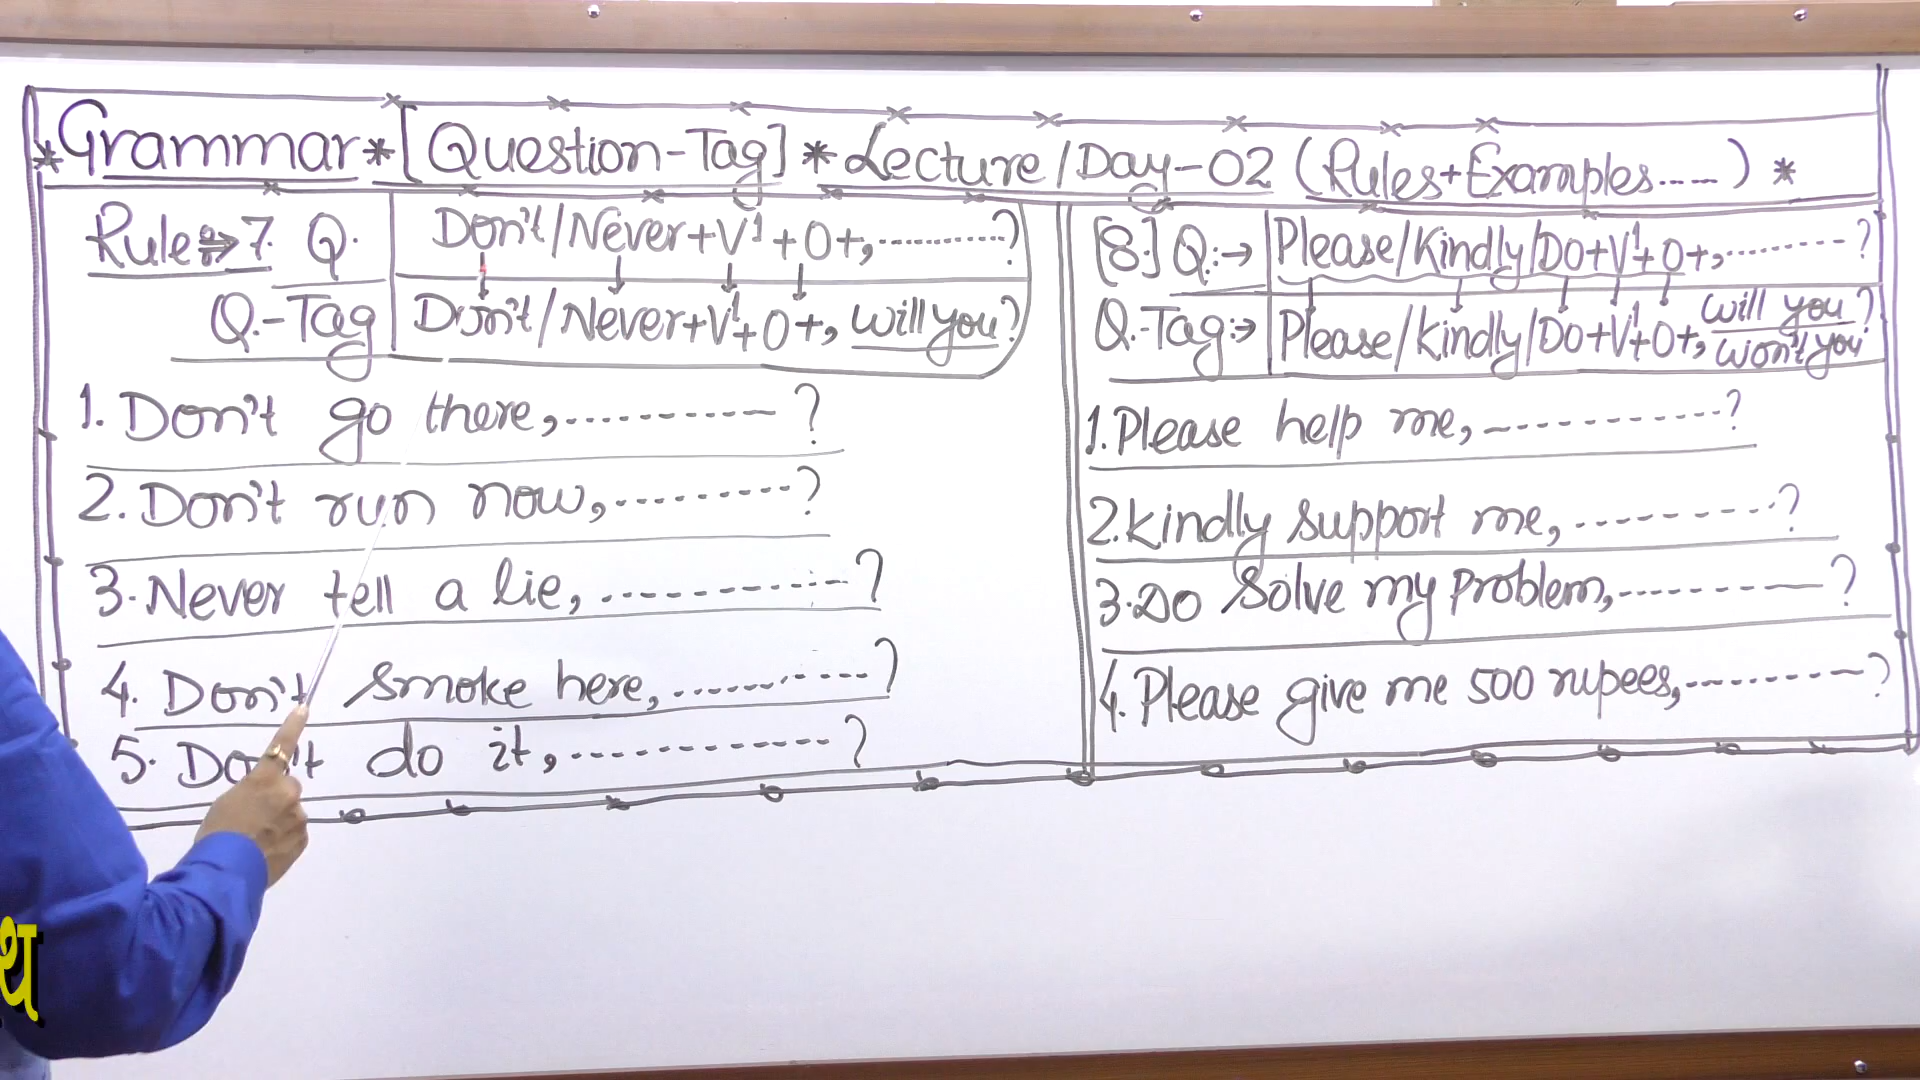 *Grammar * [Question-Tag] * Lecture/Day-02 (Rules+Examples......) *
Rule⇒7. Q. Don't/Never+V¹+O+,............?
Q.-Tag Don't/Never+V¹+O+, will you?
1. Don't go there,............?
2. Don't run now,............?
3. Never tell a lie,............?
4. Don't smoke here,............?
5. Don't do it,............?
[8.] Q.:→ Please/Kindly/Do+V¹+O+,............?
Q.-Tag:→ Please/Kindly/Do+V¹+O+, will you?
won't you
1. Please help me,............?
2. Kindly support me,............?
3. Do Solve my problem,............?
4. Please give me 500 rupees,............?
थ